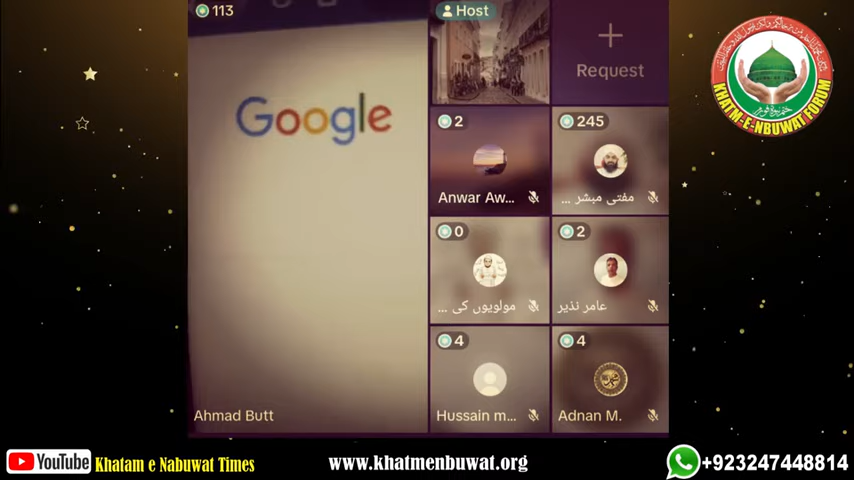 113
Google
Ahmad Butt
Host
Request
2
Anwar Aw...
245
مفتی مبشر ...
0
مولویوں کی ...
2
عامر نذیر
4
Hussain m...
4
Adnan M.
KHATM-E-NBUWAT FORUM
YouTube Khatam e Nabuwat Times
www.khatmenbuwat.org
+923247448814